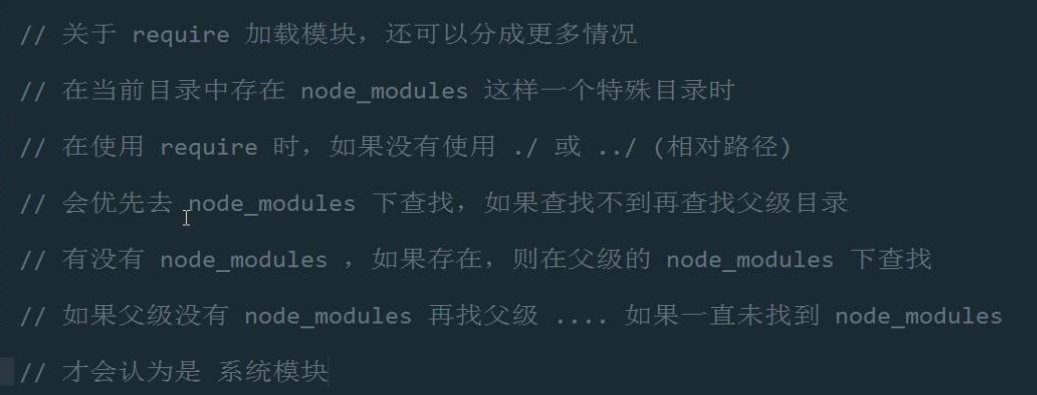 // 关于 require 加载模块，还可以分成更多情况
// 在当前目录中存在 node_modules 这样一个特殊目录时
// 在使用 require 时，如果没有使用 ./ 或 ../ (相对路径)
// 会优先去 node_modules 下查找，如果查找不到再查找父级目录
// 有没有 node_modules ，如果存在，则在父级的 node_modules 下查找
// 如果父级没有 node_modules 再找父级 .... 如果一直未找到 node_modules
// 才会认为是 系统模块